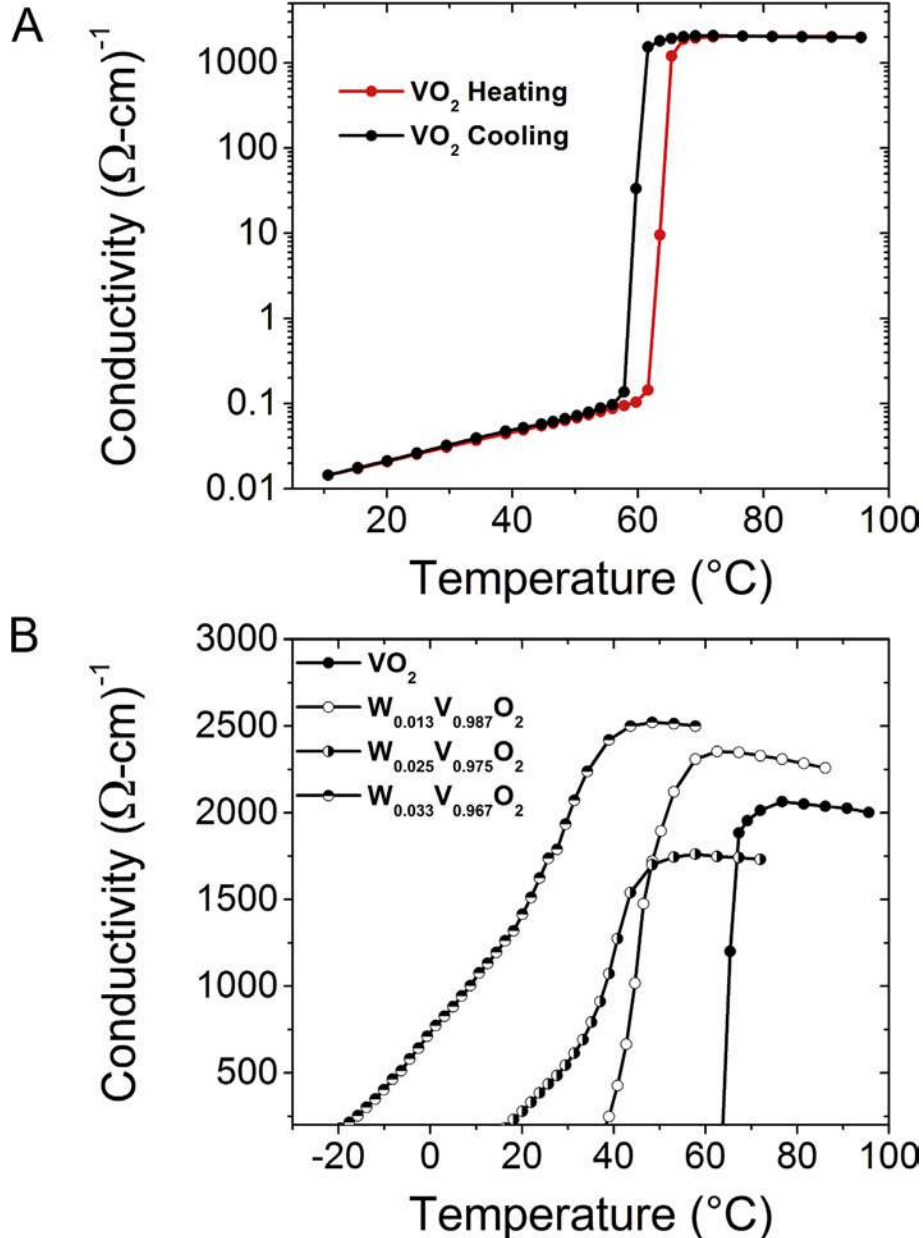 A
Conductivity (Ω-cm)⁻¹
1000
100
10
1
0.1
0.01
VO₂ Heating
VO₂ Cooling
20 40 60 80 100
Temperature (°C)
B
Conductivity (Ω-cm)⁻¹
3000
2500
2000
1500
1000
500
VO₂
W₀.₀₁₃V₀.₉₈₇O₂
W₀.₀₂₅V₀.₉₇₅O₂
W₀.₀₃₃V₀.₉₆₇O₂
-20 0 20 40 60 80 100
Temperature (°C)